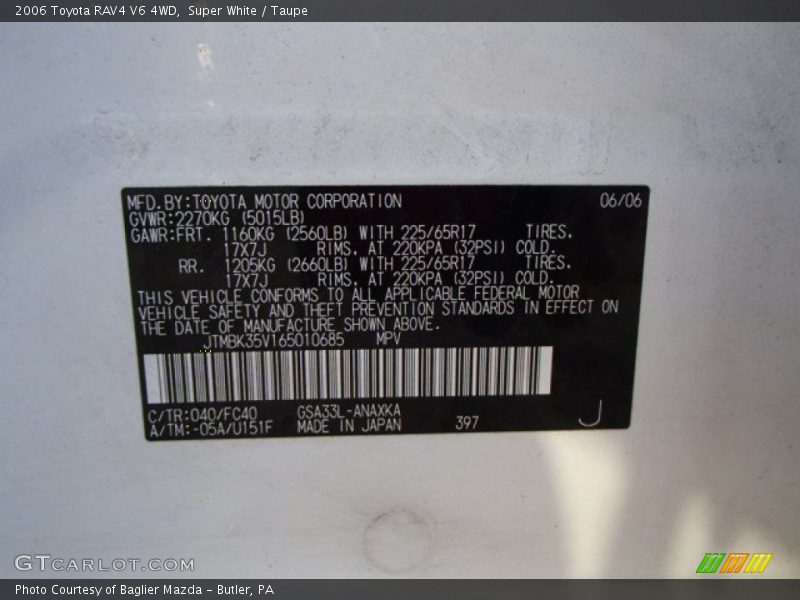 2006 Toyota RAV4 V6 4WD, Super White / Taupe
MFD.BY:TOYOTA MOTOR CORPORATION 06/06
GVWR:2270KG (5015LB)
GAWR:FRT. 1160KG (2560LB) WITH 225/65R17 TIRES.
17X7J RIMS, AT 220KPA (32PSI) COLD.
RR. 1205KG (2660LB) WITH 225/65R17 TIRES.
17X7J RIMS, AT 220KPA (32PSI) COLD.
THIS VEHICLE CONFORMS TO ALL APPLICABLE FEDERAL MOTOR
VEHICLE SAFETY AND THEFT PREVENTION STANDARDS IN EFFECT ON
THE DATE OF MANUFACTURE SHOWN ABOVE.
JTMBK35V165010685 MPV
C/TR:040/FC40 GSA33L-ANAXKA
A/TM:-05A/U151F MADE IN JAPAN 397 J
GTCARLOT.COM
Photo Courtesy of Baglier Mazda - Butler, PA